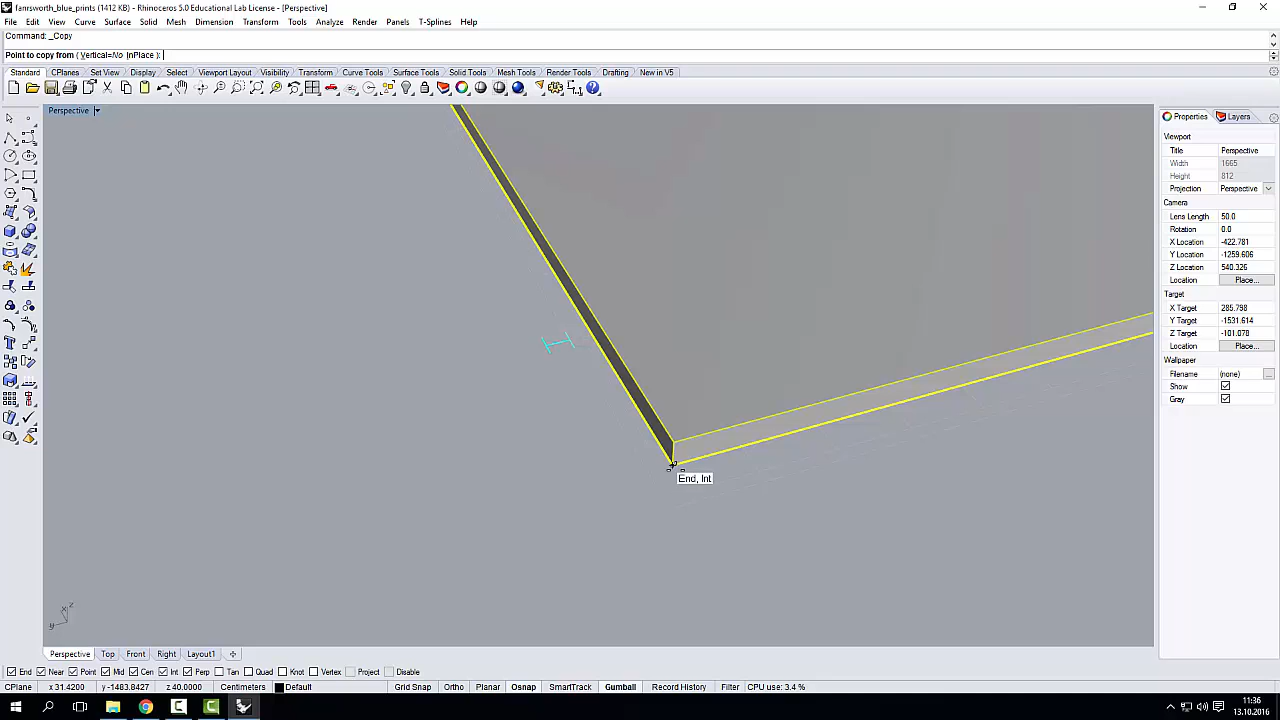 farrsworth_blue_prints (1412 KB) - Rhinoceros 5.0 Educational Lab License - [Perspective]
File Edit View Curve Surface Solid Mesh Dimension Transform Tools Analyze Render Panels T-Splines Help
Command: _Copy
Point to copy from ( Vertical=No InPlace ):
Standard CPlanes Set View Display Select Viewport Layout Visibility Transform Curve Tools Surface Tools Solid Tools Mesh Tools Render Tools Drafting New in V5
Perspective
Properties Layers
Viewport
Title Perspective
Width 1665
Height 812
Projection Perspective
Camera
Lens Length 50.0
Rotation 0.0
X Location -422.781
Y Location -1259.606
Z Location 540.326
Location Place...
Target
X Target 285.798
Y Target -1531.614
Z Target -101.078
Location Place...
Wallpaper
Filename (none) ...
Show
Gray
End, Int
z
x
y
Perspective Top Front Right Layout1
End Near Point Mid Cen Int Perp Tan Quad Knot Vertex Project Disable
CPlane x 31.4200 y -1483.8427 z 40.0000 Centimeters Default Grid Snap Ortho Planar Osnap SmartTrack Gumball Record History Filter CPU use: 3.4 %
11:36
13.10.2016